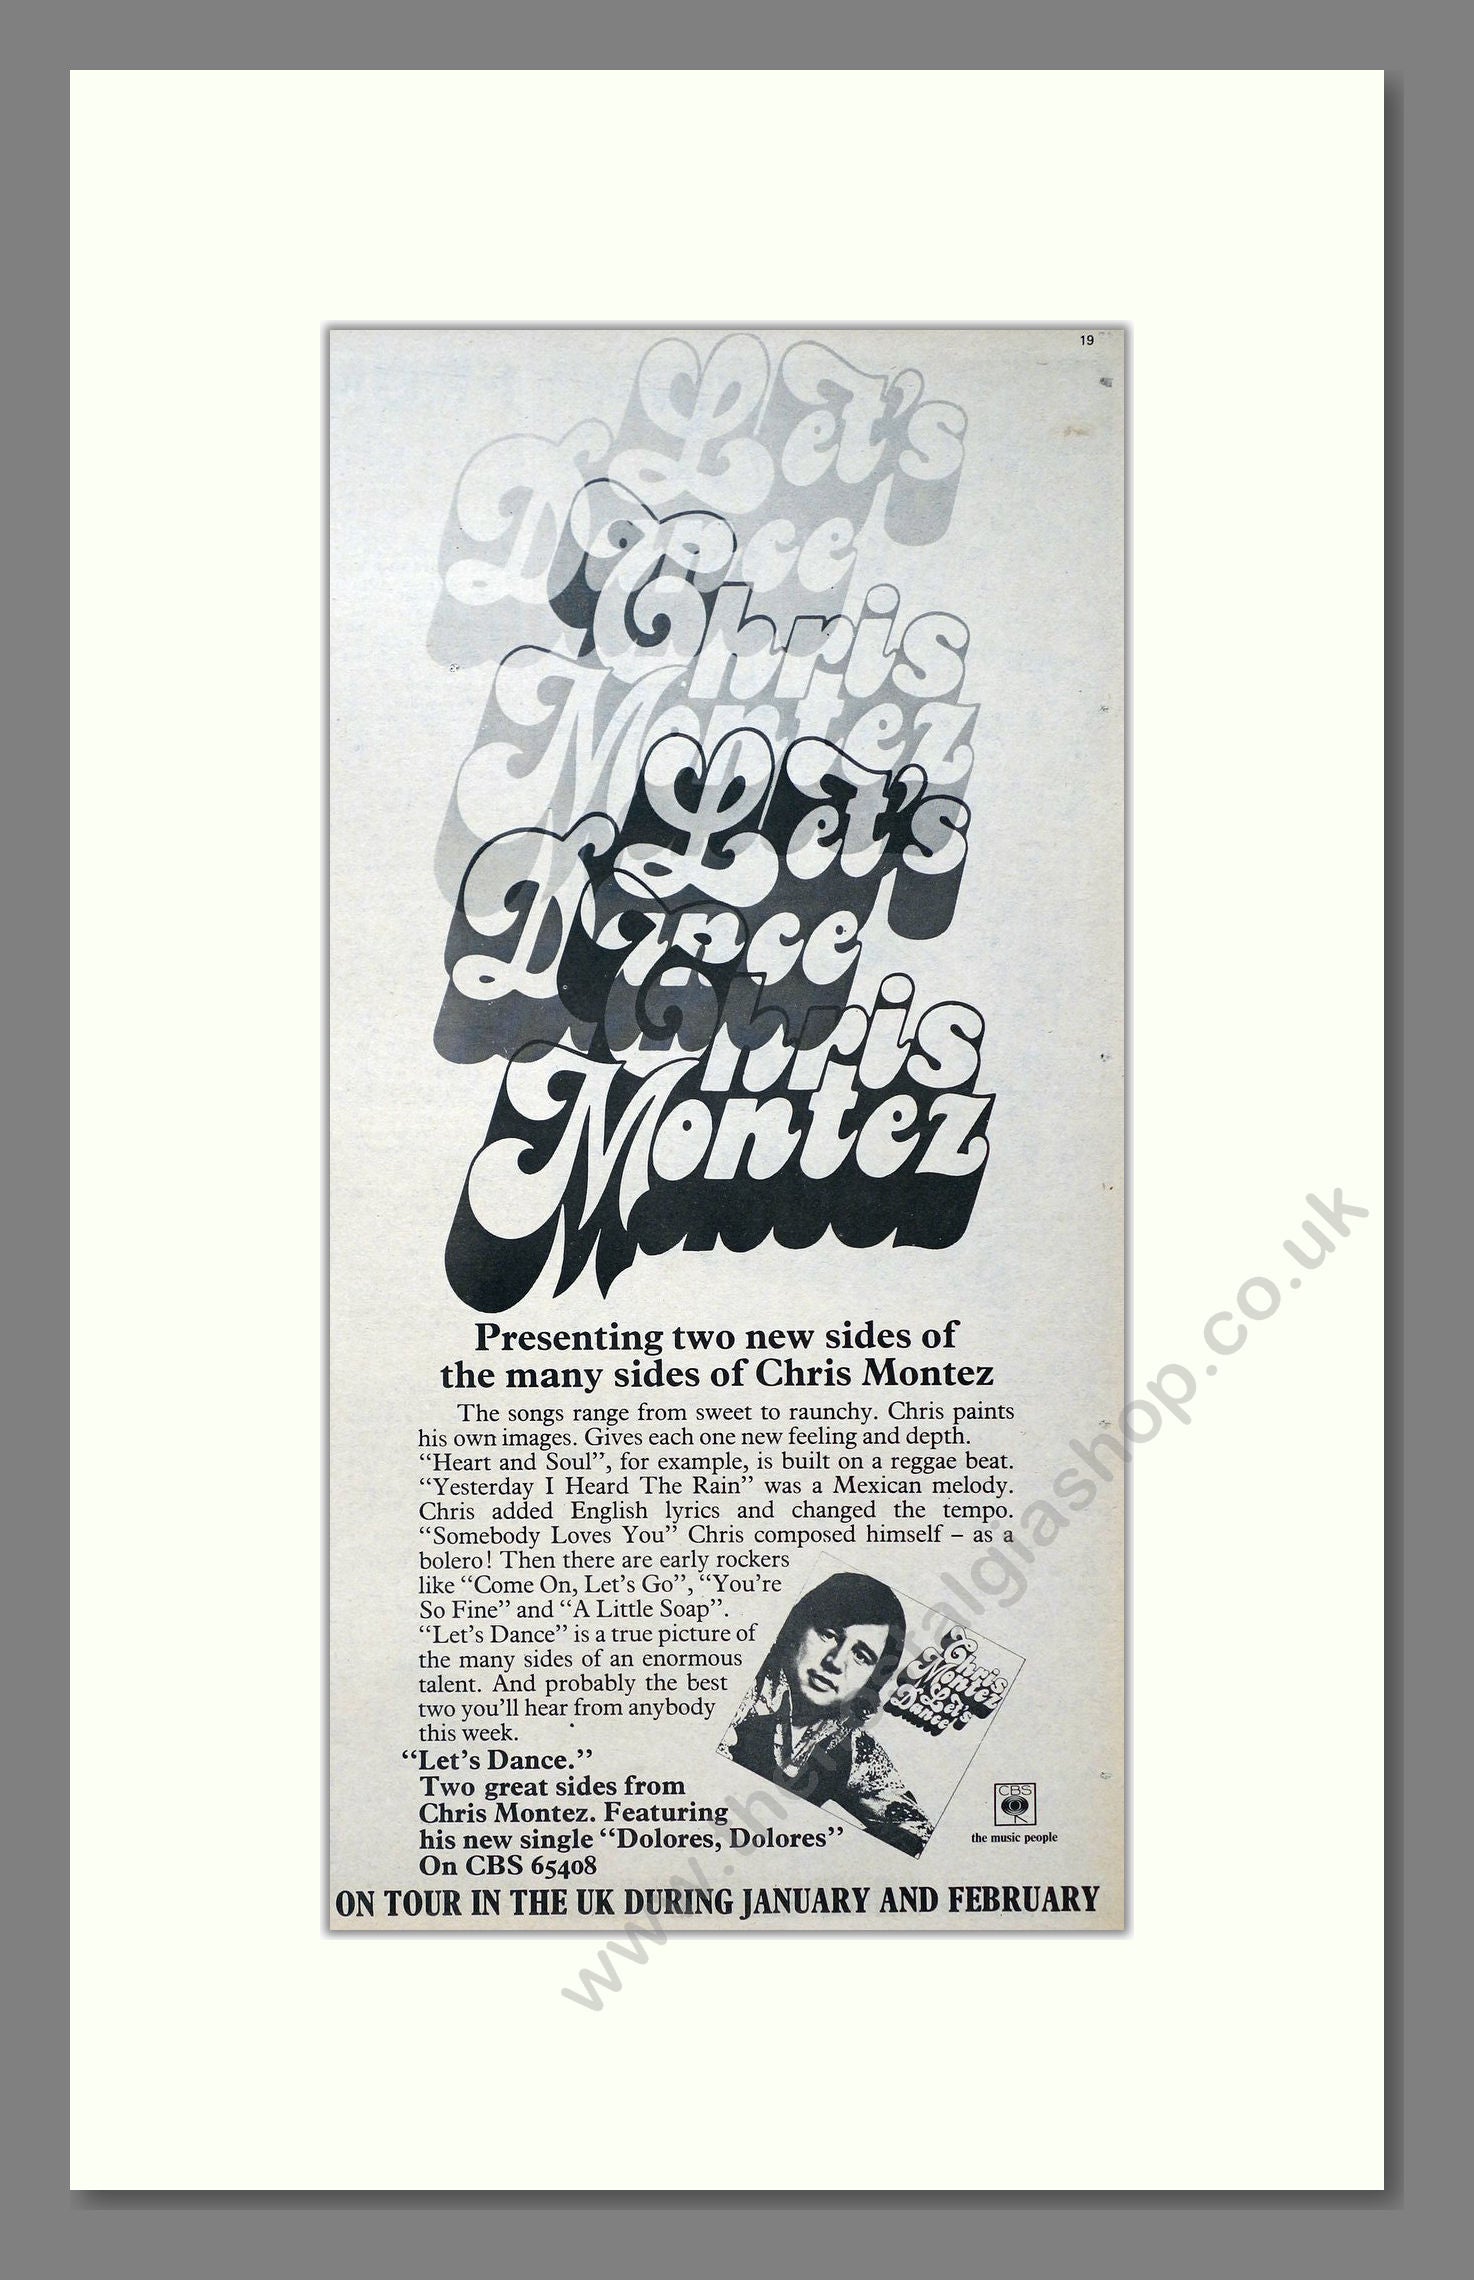 19
Let's
Dance
Chris
Montez
Let's
Dance
Chris
Montez
Presenting two new sides of
the many sides of Chris Montez
The songs range from sweet to raunchy. Chris paints
his own images. Gives each one new feeling and depth.
“Heart and Soul”, for example, is built on a reggae beat.
“Yesterday I Heard The Rain” was a Mexican melody.
Chris added English lyrics and changed the tempo.
“Somebody Loves You” Chris composed himself – as a
bolero! Then there are early rockers
like “Come On, Let's Go”, “You're
So Fine” and “A Little Soap”.
“Let's Dance” is a true picture of
the many sides of an enormous
talent. And probably the best
two you'll hear from anybody
this week.
“Let's Dance.”
Two great sides from
Chris Montez. Featuring
his new single “Dolores, Dolores”
On CBS 65408
Chris
Montez
Let's
Dance
CBS
the music people
ON TOUR IN THE UK DURING JANUARY AND FEBRUARY
www.thenostalgiashop.co.uk